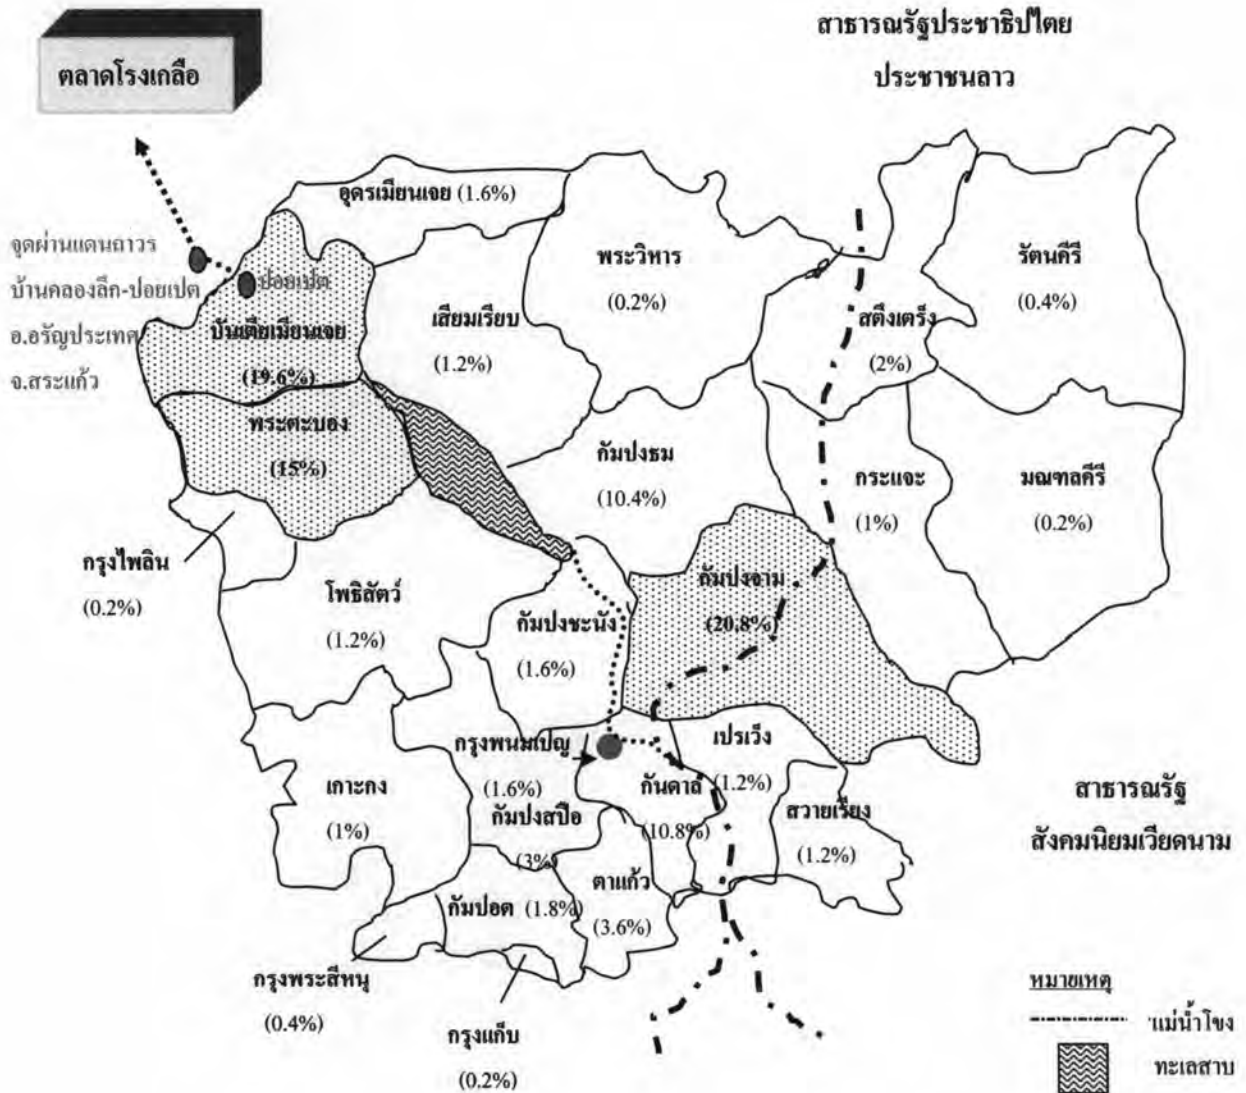 ตลาดโรงเกลือ
สาธารณรัฐประชาธิปไตย
ประชาชนลาว
อุดรเมียนเจย (1.6%)
จุดผ่านแดนถาวร
บ้านคลองลึก-ปอยเปต
อ.อรัญประเทศ
จ.สระแก้ว
ปอยเปต
บันเตียเมียนเจย
(19.6%)
เสียมเรียบ
(1.2%)
พระวิหาร
(0.2%)
สตึงเตร็ง
(2%)
รัตนคีรี
(0.4%)
พระตะบอง
(15%)
กัมปงธม
(10.4%)
กระแจะ
(1%)
มณฑลคีรี
(0.2%)
กรุงไพลิน
(0.2%)
โพธิสัตว์
(1.2%)
กัมปงชะนัง
(1.6%)
กัมปงจาม
(20.8%)
กรุงพนมเปญ
(1.6%)
เปรเว็ง
(1.2%)
เกาะกง
(1%)
กัมปงสปือ
(3%)
กันดาล
(10.8%)
สวายเรียง
(1.2%)
สาธารณรัฐ
สังคมนิยมเวียดนาม
ตาแก้ว
(3.6%)
กัมปอต (1.8%)
กรุงพระสีหนุ
(0.4%)
กรุงแก็บ
(0.2%)
หมายเหตุ
แม่น้ำโขง
ทะเลสาบ